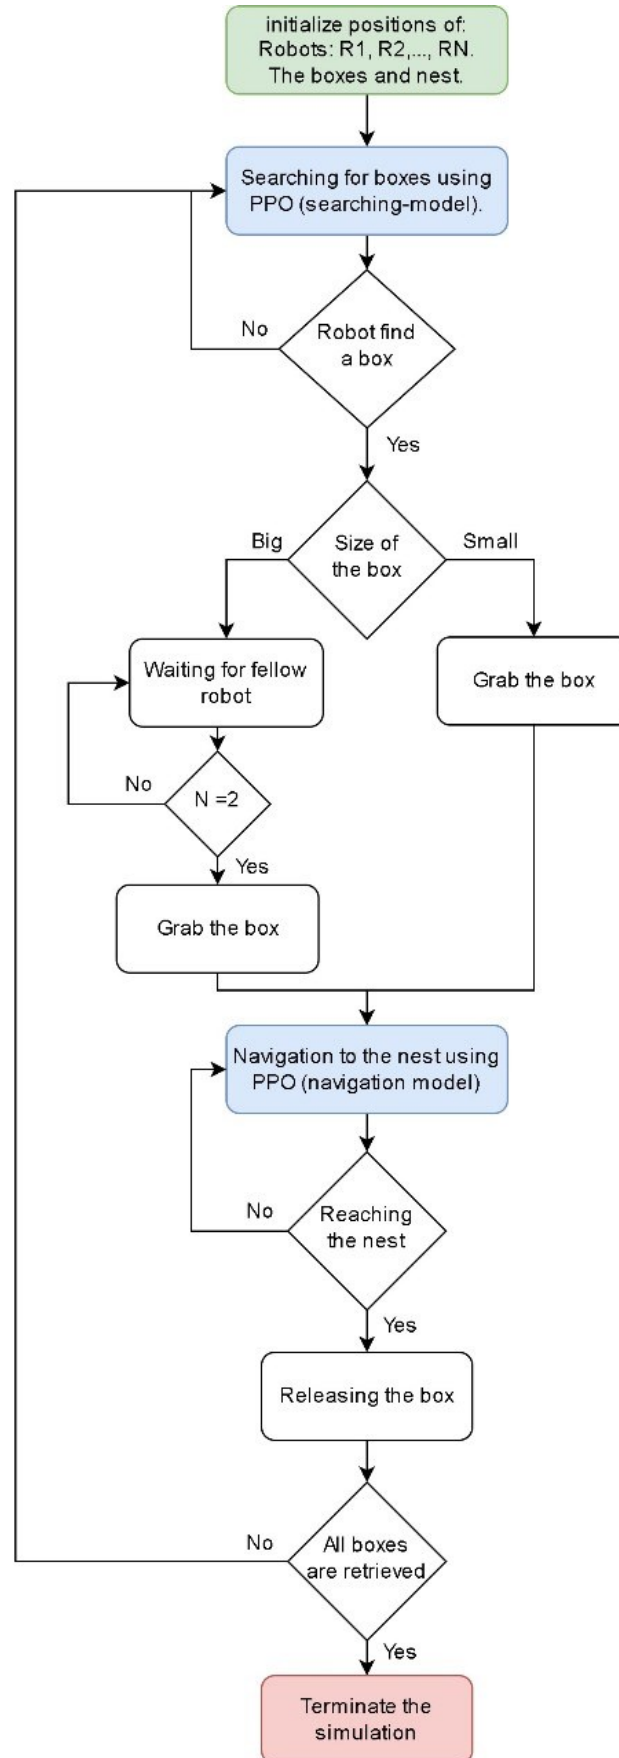 initialize positions of:
Robots: R1, R2,..., RN.
The boxes and nest.
Searching for boxes using
PPO (searching-model).
No
Robot find
a box
Yes
Big
Size of
the box
Small
Waiting for fellow
robot
Grab the box
No
N =2
Yes
Grab the box
Navigation to the nest using
PPO (navigation model)
No
Reaching
the nest
Yes
Releasing the box
No
All boxes
are retrieved
Yes
Terminate the
simulation